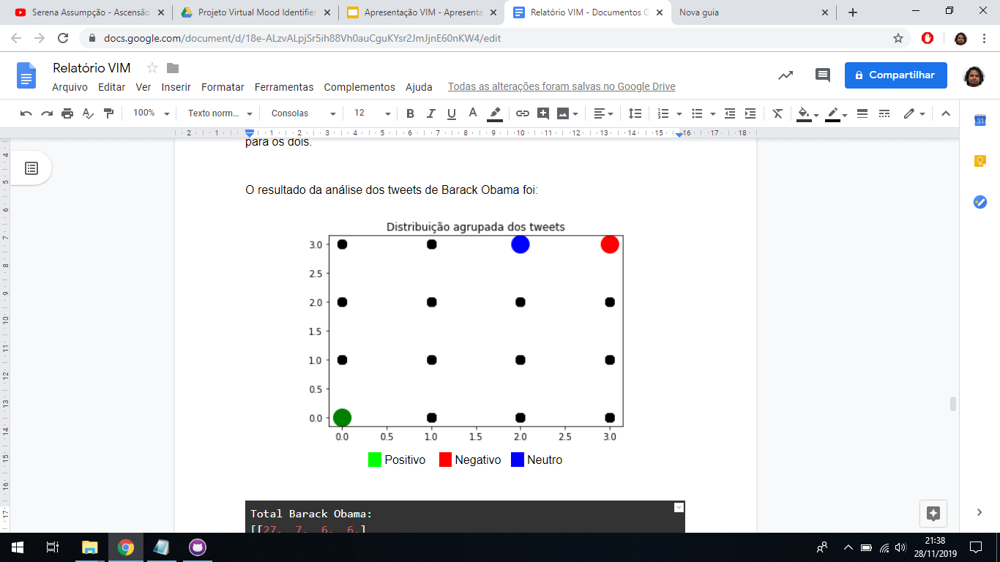 Serena Assumpção - Ascensão
Projeto Virtual Mood Identifier
Apresentação VIM - Apresenta
Relatório VIM - Documentos G
Nova guia
docs.google.com/document/d/18e-ALzvALpjSr5ih88Vh0auCguKYsr2JmJjnE60nKW4/edit
Relatório VIM
Arquivo Editar Ver Inserir Formatar Ferramentas Complementos Ajuda Todas as alterações foram salvas no Google Drive
Compartilhar
100% Texto norm... Consolas 12 B I U A
2 1 1 2 3 4 5 6 7 8 9 10 11 12 13 14 15 16 17 18
4
5
6
7
8
9
10
11
12
13
14
15
16
17
31
para os dois.
O resultado da análise dos tweets de Barack Obama foi:
Distribuição agrupada dos tweets
3.0
2.5
2.0
1.5
1.0
0.5
0.0
0.0 0.5 1.0 1.5 2.0 2.5 3.0
Positivo Negativo Neutro
Total Barack Obama:
[[27. 7. 6. 6.]
21:38
28/11/2019